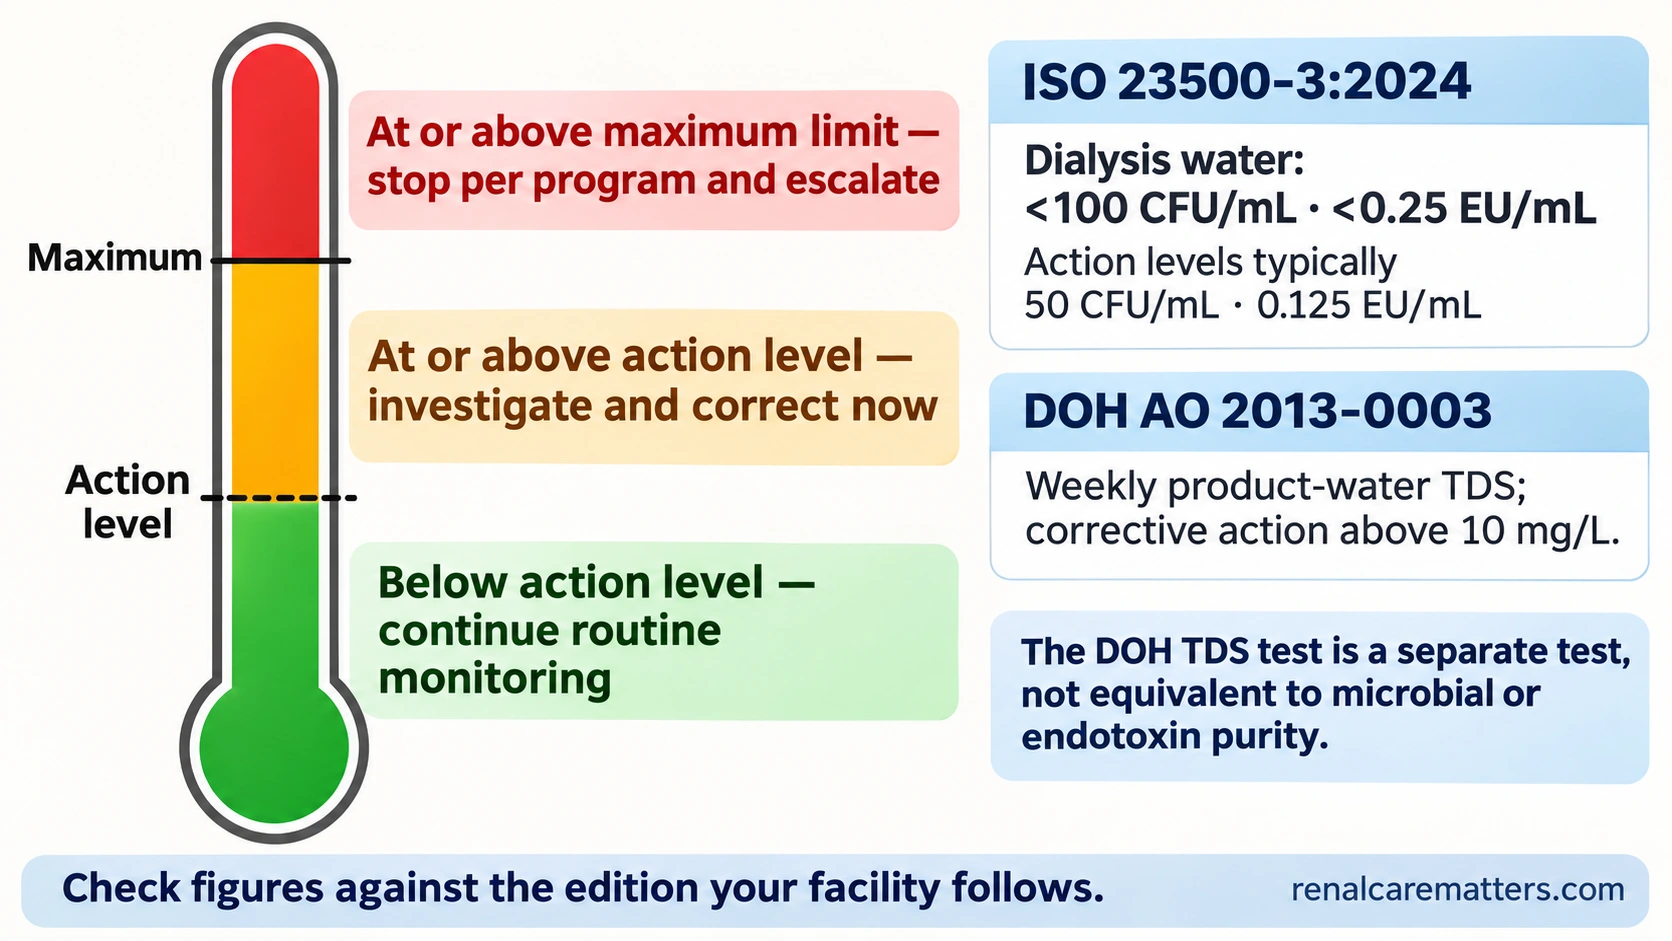 At or above maximum limit —
stop per program and escalate
Maximum
At or above action level —
investigate and correct now
Action
level
Below action level —
continue routine
monitoring
ISO 23500-3:2024
Dialysis water:
<100 CFU/mL · <0.25 EU/mL
Action levels typically
50 CFU/mL · 0.125 EU/mL
DOH AO 2013-0003
Weekly product-water TDS;
corrective action above 10 mg/L.
The DOH TDS test is a separate test,
not equivalent to microbial or
endotoxin purity.
Check figures against the edition your facility follows.
renalcarematters.com